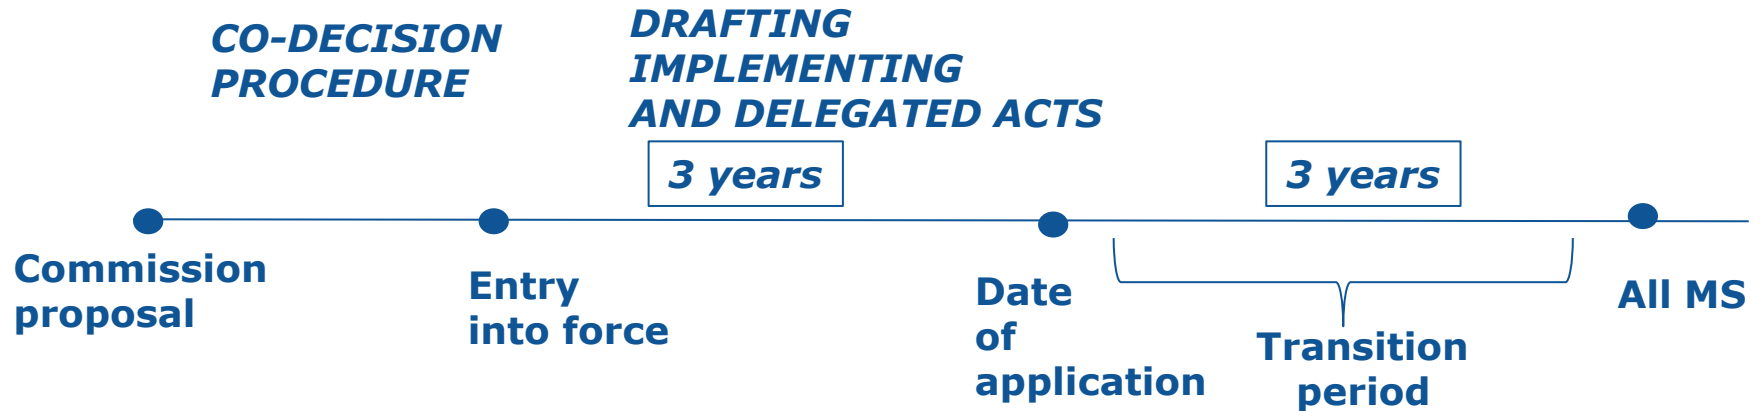 CO-DECISION
PROCEDURE
DRAFTING
IMPLEMENTING
AND DELEGATED ACTS
3 years
3 years
Commission
proposal
Entry
into force
Date
of
application
Transition
period
All MS